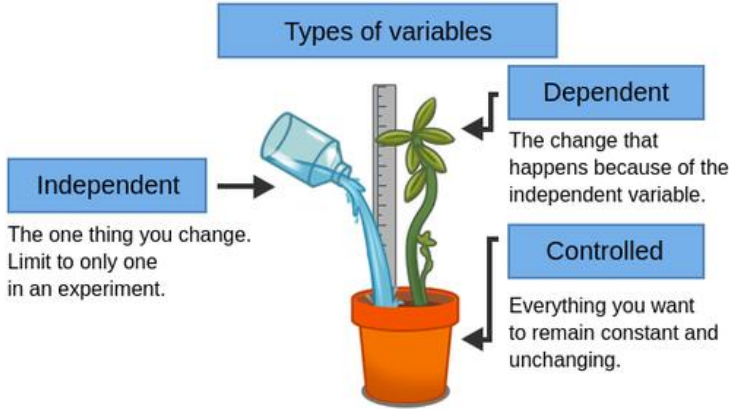 Types of variables
Dependent
The change that
happens because of the
independent variable.
Independent
The one thing you change.
Limit to only one
in an experiment.
Controlled
Everything you want
to remain constant and
unchanging.